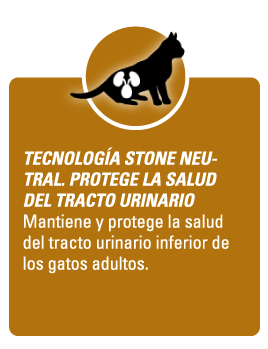 TECNOLOGÍA STONE NEU-
TRAL. PROTEGE LA SALUD
DEL TRACTO URINARIO
Mantiene y protege la salud
del tracto urinario inferior de
los gatos adultos.